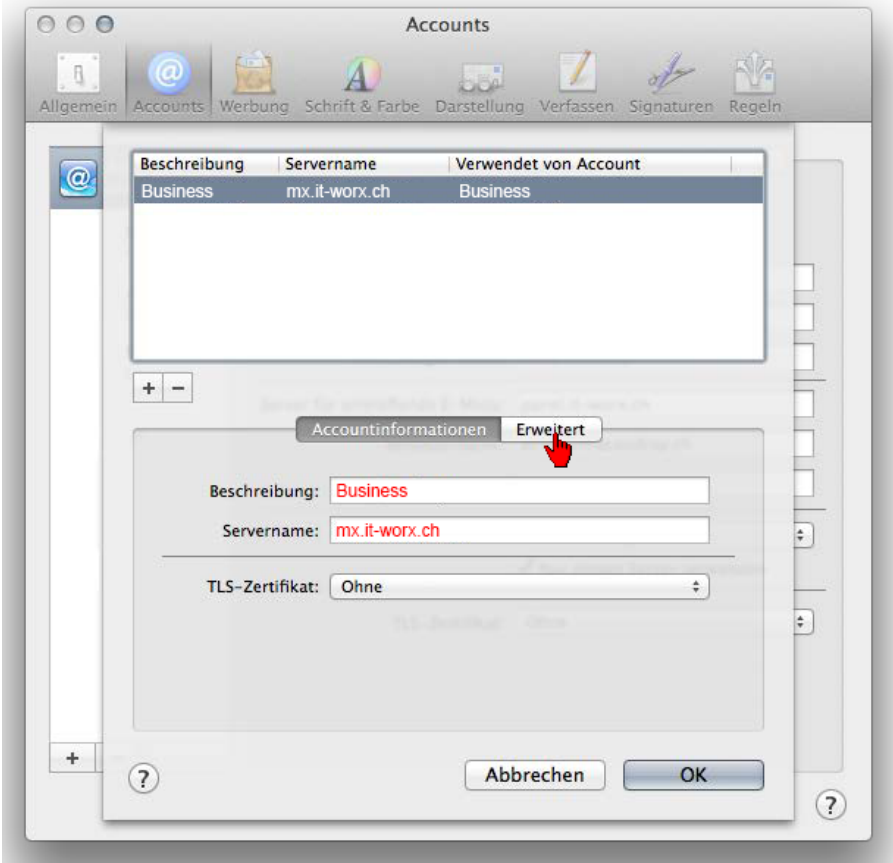 Accounts
Allgemein Accounts Werbung Schrift & Farbe Darstellung Verfassen Signaturen Regeln
Beschreibung Servername Verwendet von Account
Business mx.it-worx.ch Business
+ −
Accountinformationen Erweitert
Beschreibung: Business
Servername: mx.it-worx.ch
TLS-Zertifikat: Ohne
+
? Abbrechen OK
?